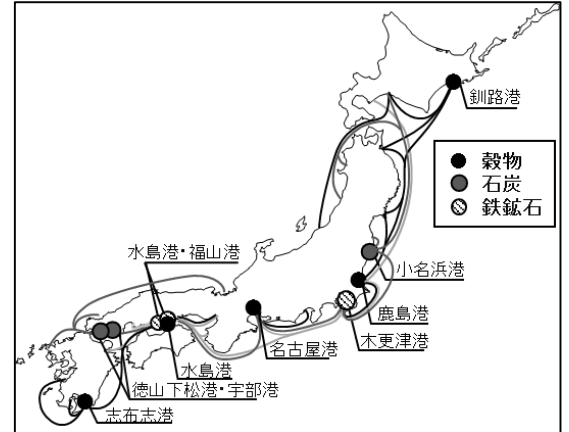 釧路港
穀物
石炭
鉄鉱石
水島港・福山港
小名浜港
鹿島港
木更津港
名古屋港
水島港
徳山下松港・宇部港
志布志港